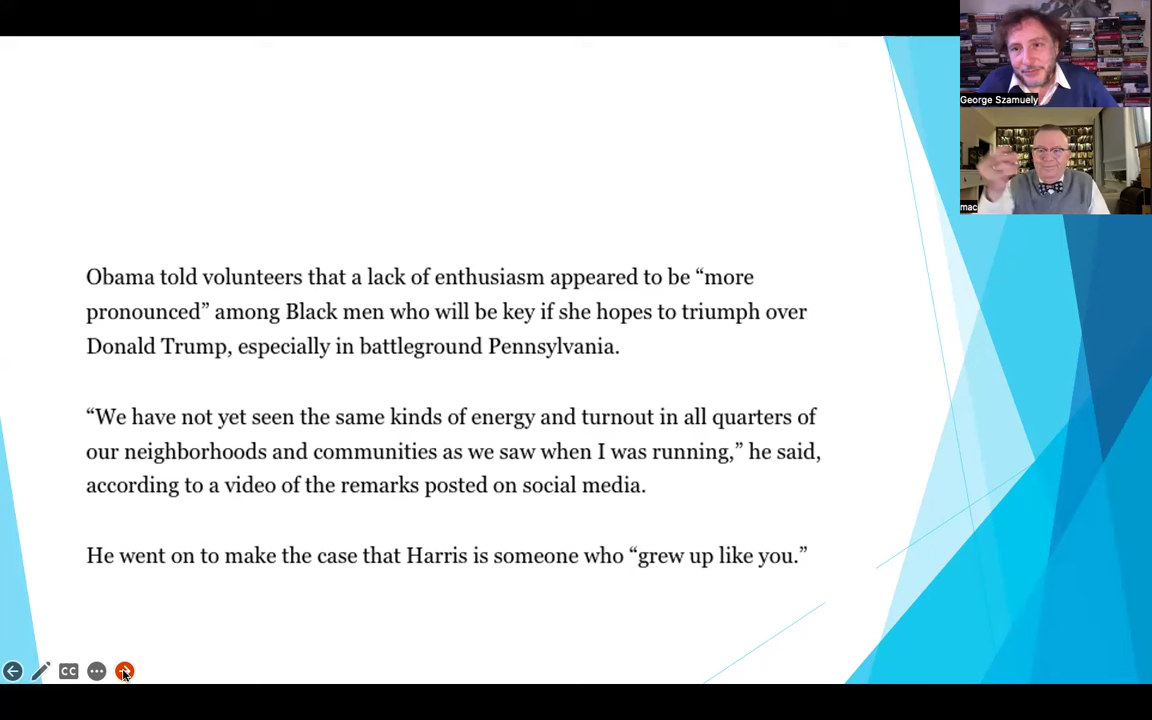 George Szamuely
mac
Obama told volunteers that a lack of enthusiasm appeared to be “more
pronounced” among Black men who will be key if she hopes to triumph over
Donald Trump, especially in battleground Pennsylvania.
“We have not yet seen the same kinds of energy and turnout in all quarters of
our neighborhoods and communities as we saw when I was running,” he said,
according to a video of the remarks posted on social media.
He went on to make the case that Harris is someone who “grew up like you.”
CC